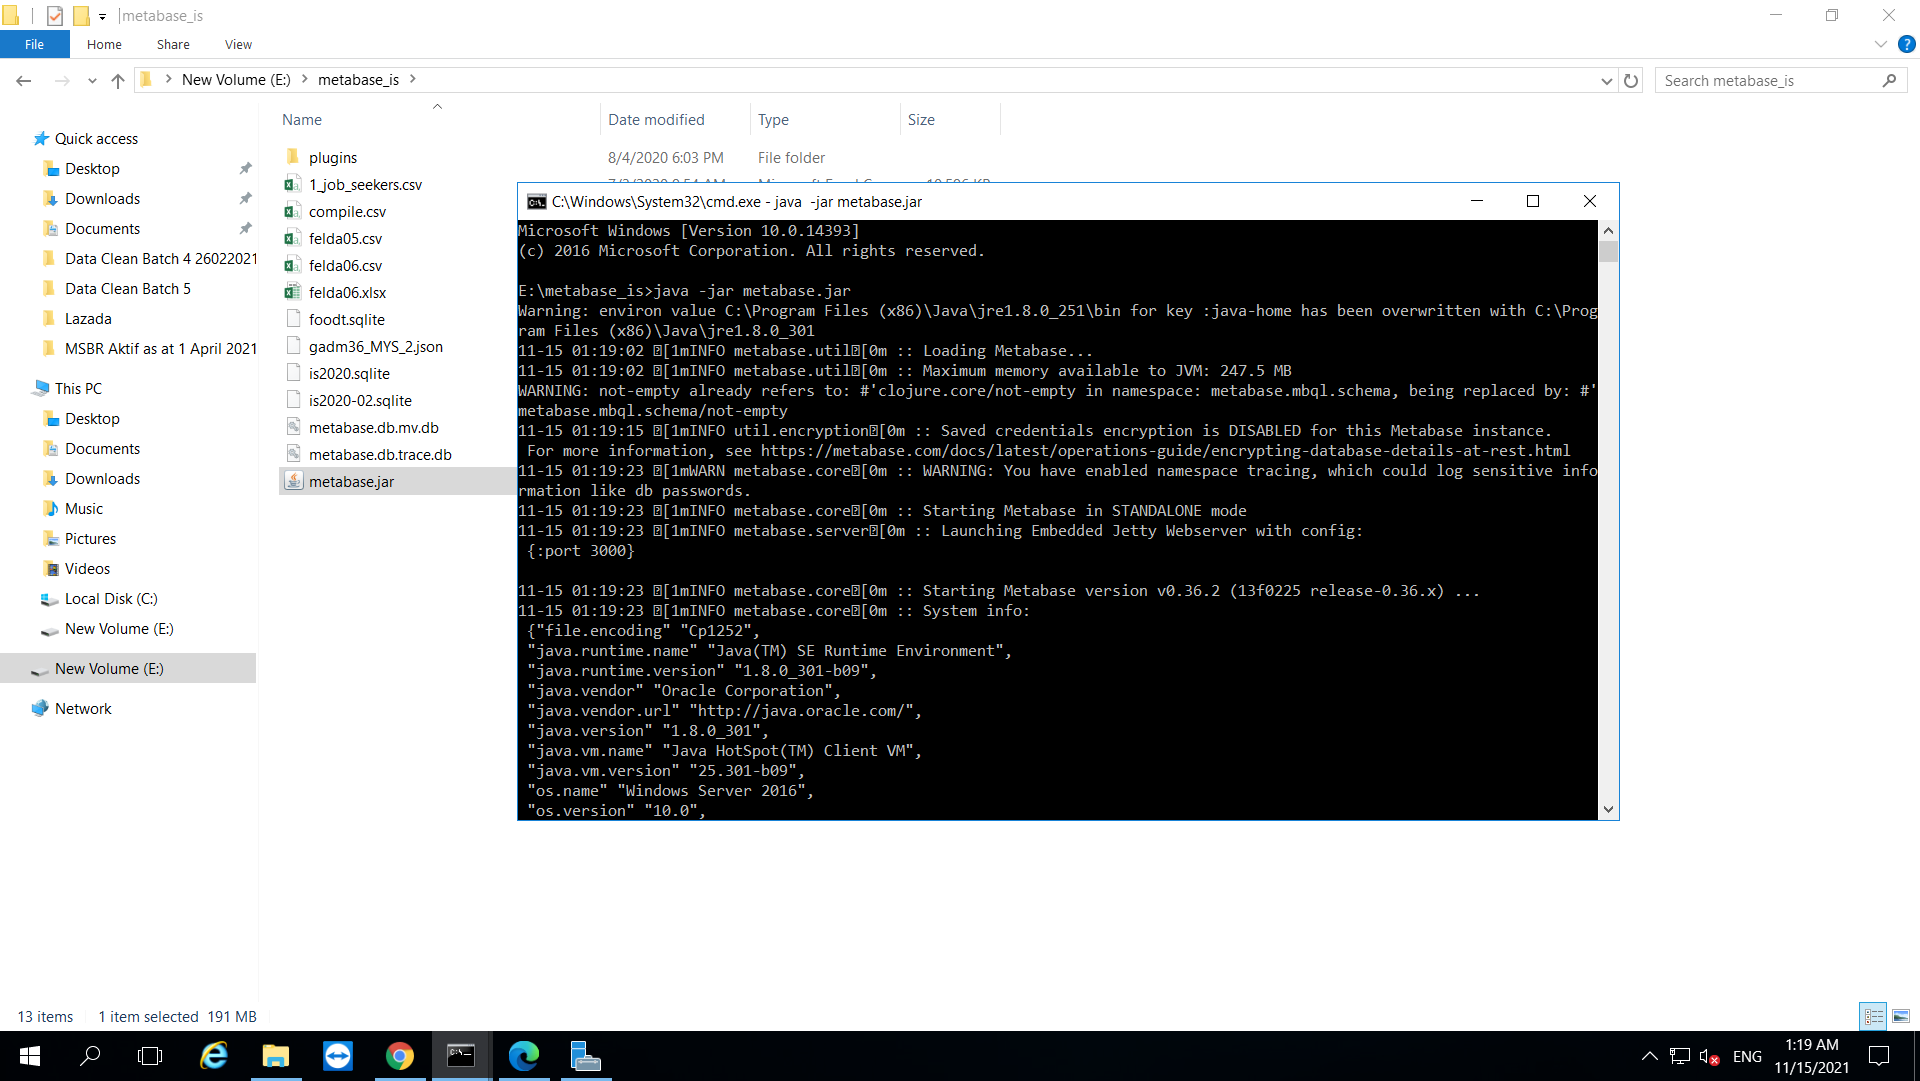 metabase_is
File
Home
Share
View
?
New Volume (E:)
metabase_is
Search metabase_is
Name
Date modified
Type
Size
Quick access
Desktop
Downloads
Documents
Data Clean Batch 4 26022021
Data Clean Batch 5
Lazada
MSBR Aktif as at 1 April 2021
This PC
Desktop
Documents
Downloads
Music
Pictures
Videos
Local Disk (C:)
New Volume (E:)
New Volume (E:)
Network
plugins 8/4/2020 6:03 PM File folder
1_job_seekers.csv
compile.csv
felda05.csv
felda06.csv
felda06.xlsx
foodt.sqlite
gadm36_MYS_2.json
is2020.sqlite
is2020-02.sqlite
metabase.db.mv.db
metabase.db.trace.db
metabase.jar
C:\Windows\System32\cmd.exe - java  -jar metabase.jar
Microsoft Windows [Version 10.0.14393]
(c) 2016 Microsoft Corporation. All rights reserved.
E:\metabase_is>java -jar metabase.jar
Warning: environ value C:\Program Files (x86)\Java\jre1.8.0_251\bin for key :java-home has been overwritten with C:\Prog
ram Files (x86)\Java\jre1.8.0_301
11-15 01:19:02 [1mINFO metabase.util[0m :: Loading Metabase...
11-15 01:19:02 [1mINFO metabase.util[0m :: Maximum memory available to JVM: 247.5 MB
WARNING: not-empty already refers to: #'clojure.core/not-empty in namespace: metabase.mbql.schema, being replaced by: #'
metabase.mbql.schema/not-empty
11-15 01:19:15 [1mINFO util.encryption[0m :: Saved credentials encryption is DISABLED for this Metabase instance.
For more information, see https://metabase.com/docs/latest/operations-guide/encrypting-database-details-at-rest.html
11-15 01:19:23 [1mWARN metabase.core[0m :: WARNING: You have enabled namespace tracing, which could log sensitive info
rmation like db passwords.
11-15 01:19:23 [1mINFO metabase.core[0m :: Starting Metabase in STANDALONE mode
11-15 01:19:23 [1mINFO metabase.server[0m :: Launching Embedded Jetty Webserver with config:
{:port 3000}
11-15 01:19:23 [1mINFO metabase.core[0m :: Starting Metabase version v0.36.2 (13f0225 release-0.36.x) ...
11-15 01:19:23 [1mINFO metabase.core[0m :: System info:
{"file.encoding" "Cp1252",
"java.runtime.name" "Java(TM) SE Runtime Environment",
"java.runtime.version" "1.8.0_301-b09",
"java.vendor" "Oracle Corporation",
"java.vendor.url" "http://java.oracle.com/",
"java.version" "1.8.0_301",
"java.vm.name" "Java HotSpot(TM) Client VM",
"java.vm.version" "25.301-b09",
"os.name" "Windows Server 2016",
"os.version" "10.0",
13 items
1 item selected 191 MB
ENG
1:19 AM
11/15/2021